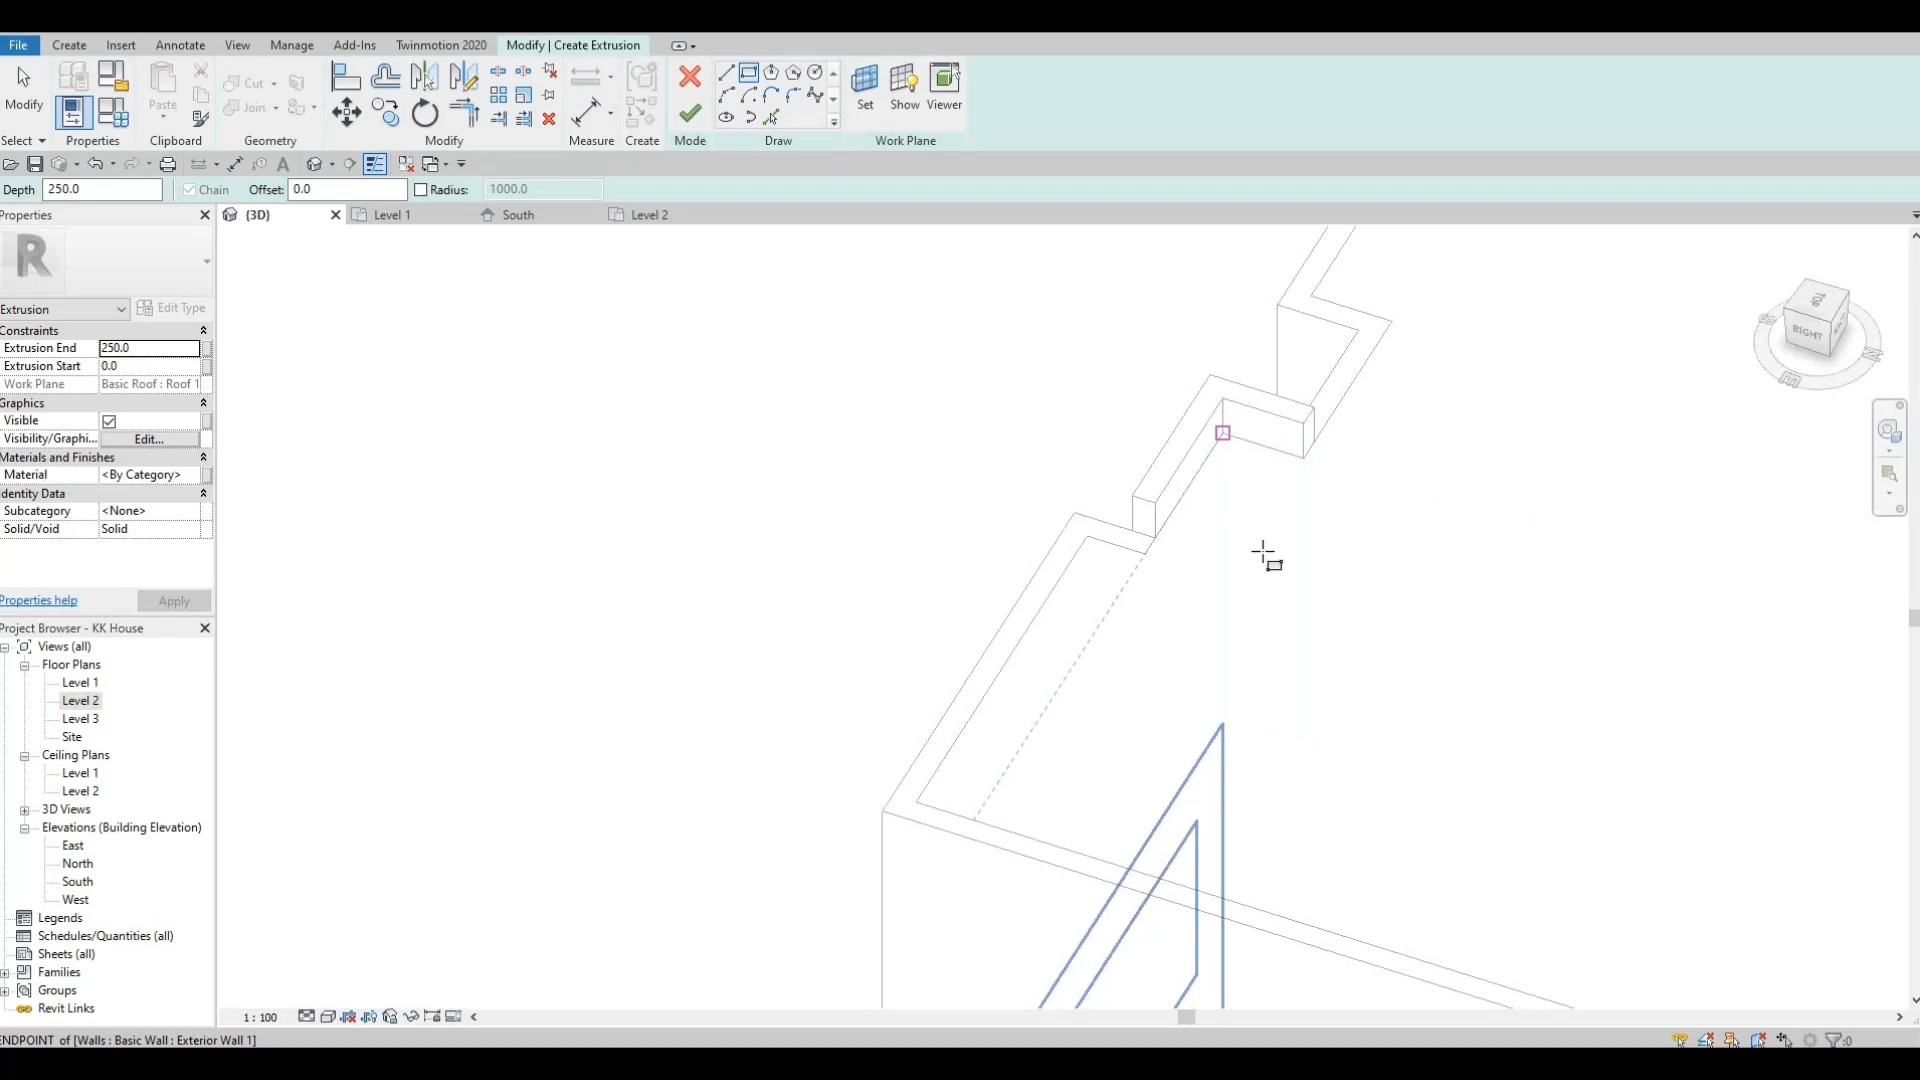 File Create Insert Annotate View Manage Add-Ins Twinmotion 2020 Modify | Create Extrusion
Cut
Join
Modify Paste Set Show Viewer
Select Properties Clipboard Geometry Modify Measure Create Mode Draw Work Plane
Depth 250.0 Chain Offset: 0.0 Radius: 1000.0
Properties {3D} Level 1 South Level 2
R
Extrusion Edit Type
Constraints
Extrusion End 250.0
Extrusion Start 0.0
Work Plane Basic Roof : Roof 1
Graphics
Visible
Visibility/Graphi... Edit...
Materials and Finishes
Material <By Category>
Identity Data
Subcategory <None>
Solid/Void Solid
Properties help Apply
Project Browser - KK House
Views (all)
Floor Plans
Level 1
Level 2
Level 3
Site
Ceiling Plans
Level 1
Level 2
3D Views
Elevations (Building Elevation)
East
North
South
West
Legends
Schedules/Quantities (all)
Sheets (all)
Families
Groups
Revit Links
TOP
RIGHT
N
E
1 : 100
ENDPOINT of [Walls : Basic Wall : Exterior Wall 1]
:0